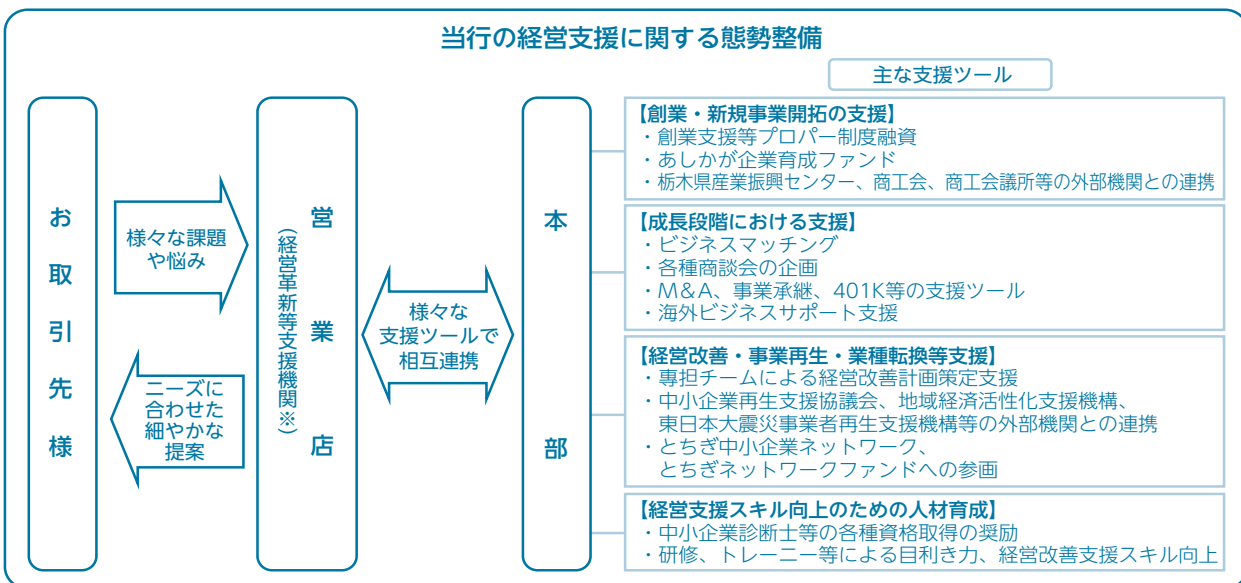 当行の経営支援に関する態勢整備
主な支援ツール
お取引先様
様々な課題
や悩み
ニーズに
合わせた
細やかな
提案
営業店
(経営革新等支援機関※)
様々な
支援ツールで
相互連携
本部
【創業・新規事業開拓の支援】
・創業支援等プロパー制度融資
・あしかが企業育成ファンド
・栃木県産業振興センター、商工会、商工会議所等の外部機関との連携
【成長段階における支援】
・ビジネスマッチング
・各種商談会の企画
・M&A、事業承継、401K等の支援ツール
・海外ビジネスサポート支援
【経営改善・事業再生・業種転換等支援】
・専担チームによる経営改善計画策定支援
・中小企業再生支援協議会、地域経済活性化支援機構、
東日本大震災事業者再生支援機構等の外部機関との連携
・とちぎ中小企業ネットワーク、
とちぎネットワークファンドへの参画
【経営支援スキル向上のための人材育成】
・中小企業診断士等の各種資格取得の奨励
・研修、トレーニー等による目利き力、経営改善支援スキル向上